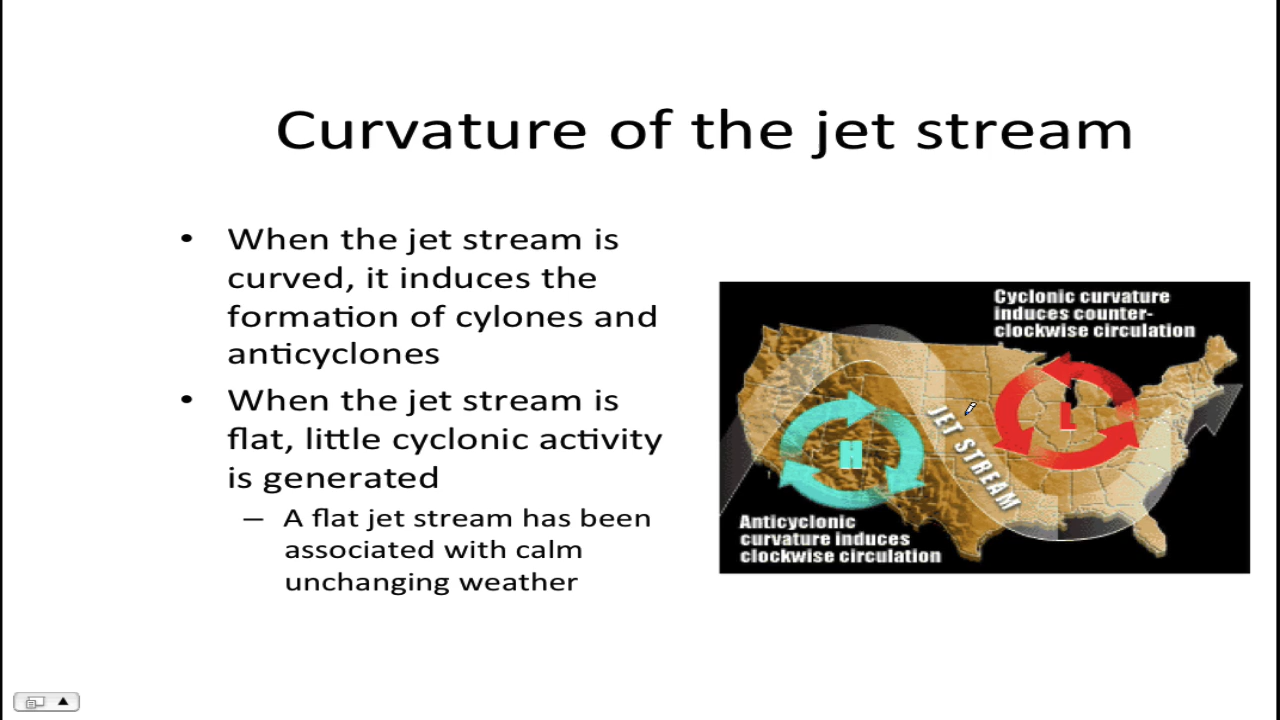 Curvature of the jet stream
• When the jet stream is
curved, it induces the
formation of cylones and
anticyclones
• When the jet stream is
flat, little cyclonic activity
is generated
– A flat jet stream has been
associated with calm
unchanging weather
Cyclonic curvature
induces counter-
clockwise circulation
L
H
JET STREAM
Anticyclonic
curvature induces
clockwise circulation